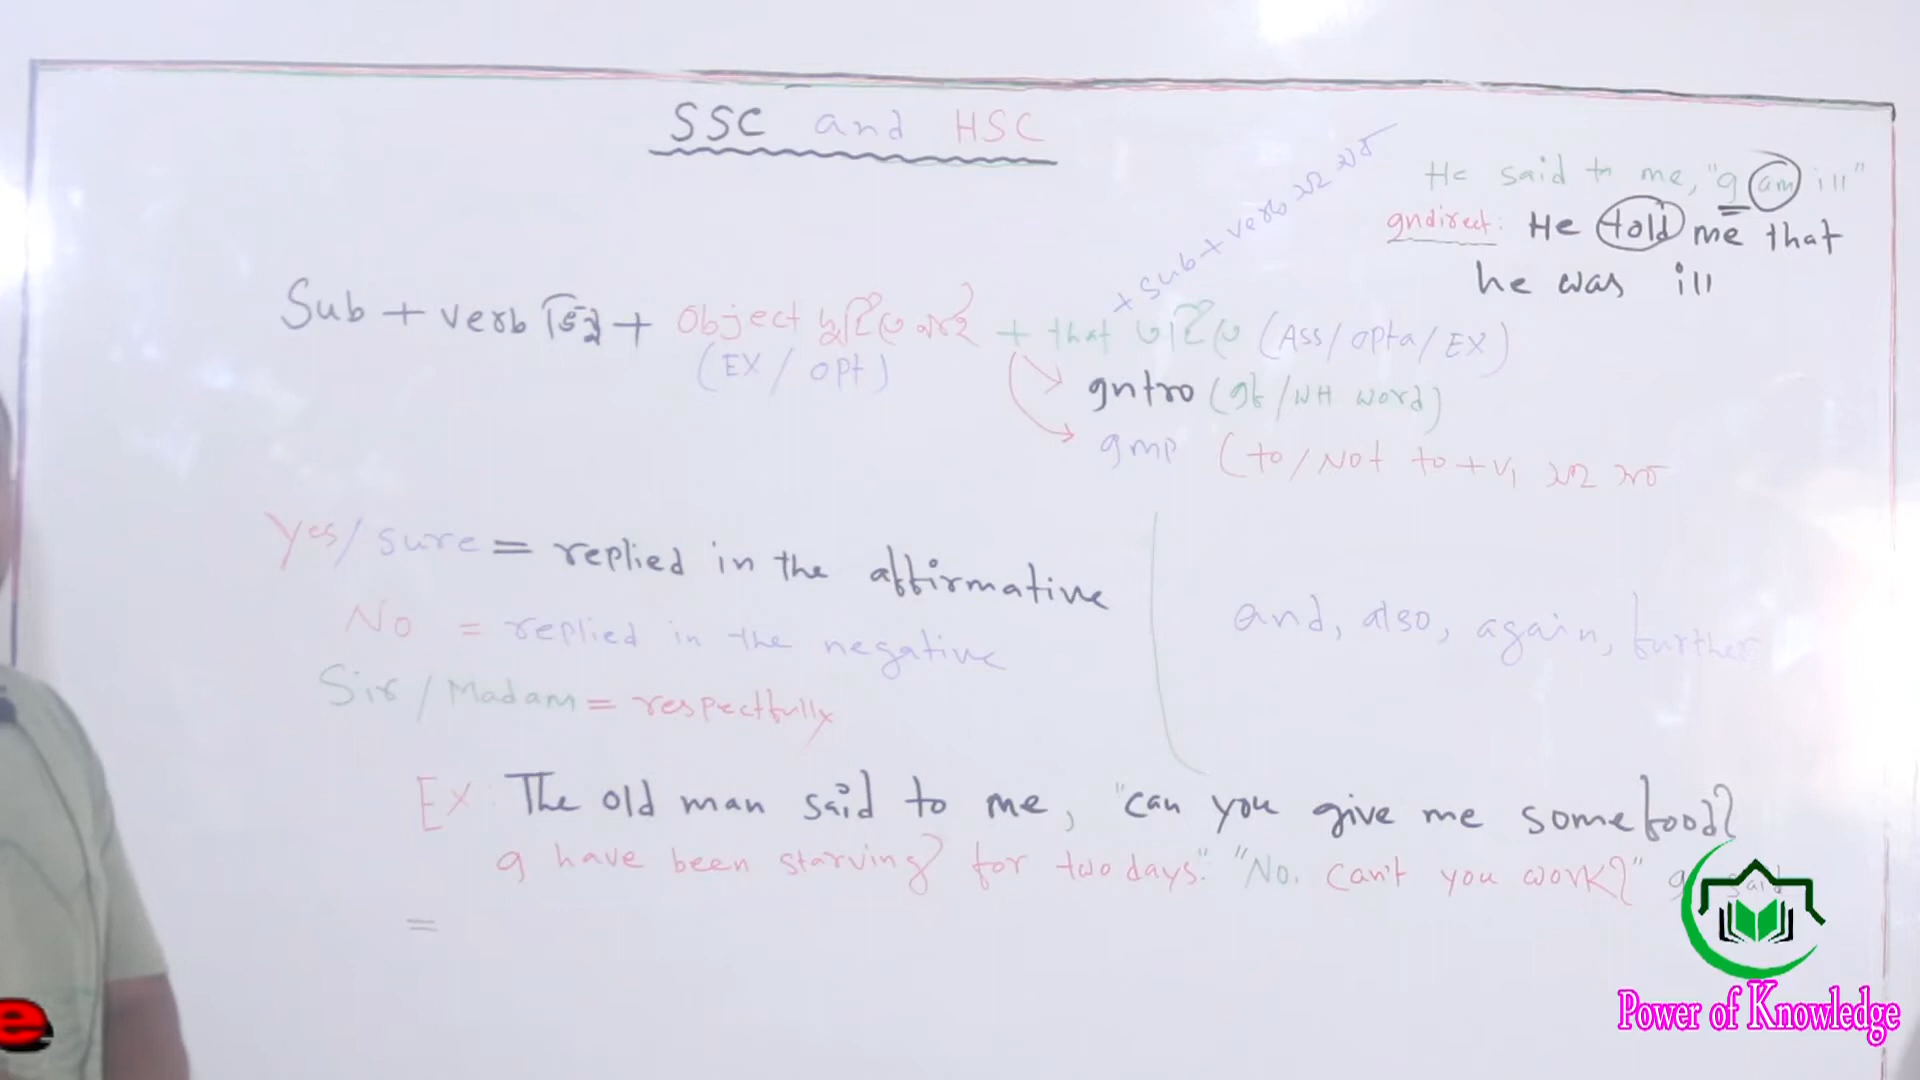 SSC and HSC
He said to me, "I am ill"
Indirect: He told me that
he was ill
+ sub + verb
Sub + verb + Object + that (Ass/opta/EX)
(EX / opt)
Intro (If/WH word)
Imp (to/Not to + V1
Yes/sure = replied in the affirmative
No = replied in the negative
Sir / Madam = respectfully
and, also, again, further
Ex: The old man said to me, "can you give me some food?
I have been starving for two days." "No. Can't you work?" I said
=
e
Power of Knowledge